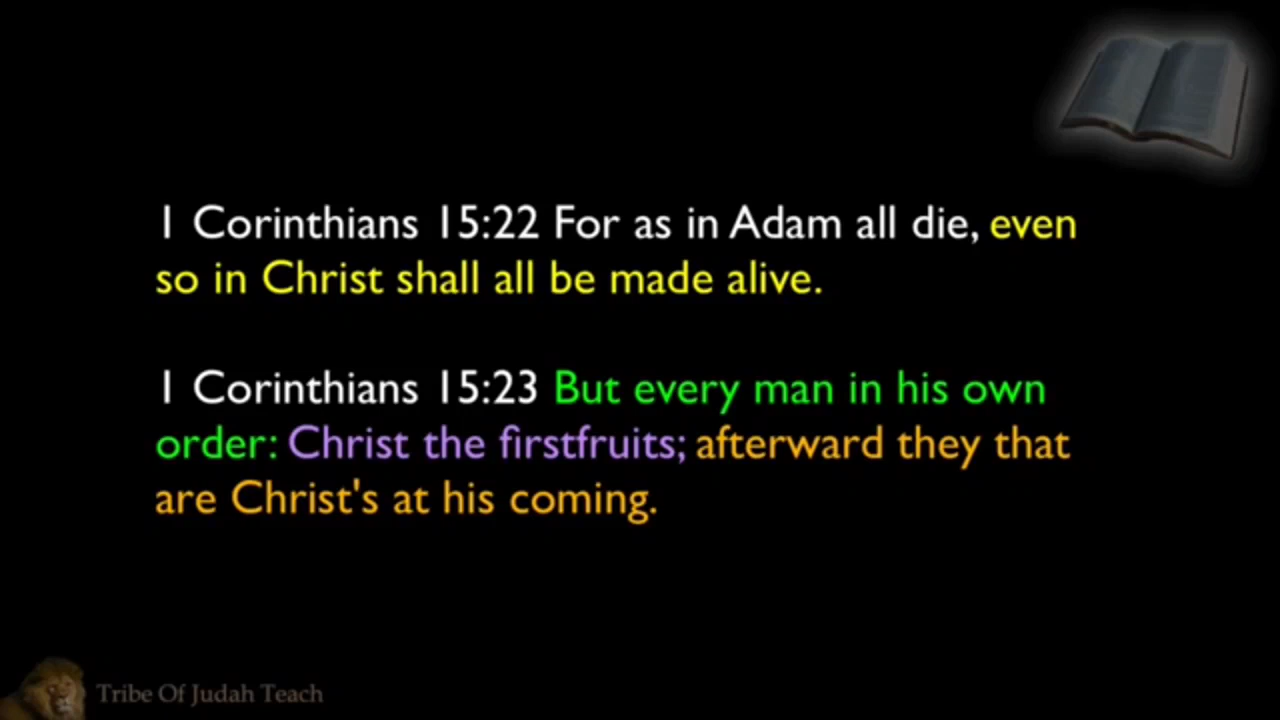 1 Corinthians 15:22 For as in Adam all die, even
so in Christ shall all be made alive.
1 Corinthians 15:23 But every man in his own
order: Christ the firstfruits; afterward they that
are Christ's at his coming.
Tribe Of Judah Teach